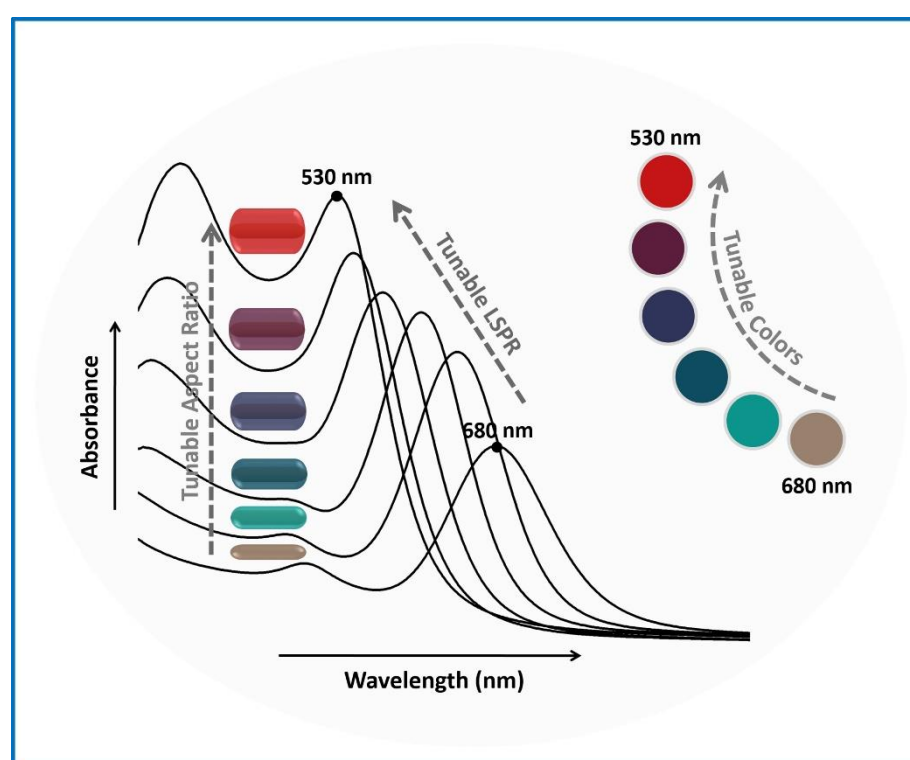 530 nm
530 nm
Tunable LSPR
Tunable Colors
Tunable Aspect Ratio
Absorbance
680 nm
680 nm
Wavelength (nm)